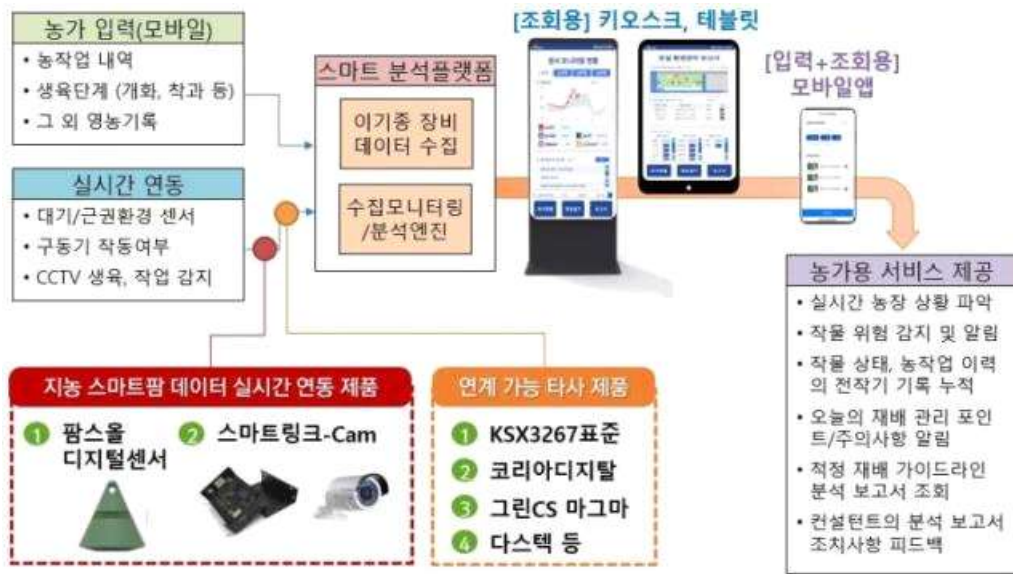 농가 입력(모바일)
• 농작업 내역
• 생육단계 (개화, 착과 등)
• 그 외 영농기록
실시간 연동
• 대기/근권환경 센서
• 구동기 작동여부
• CCTV 생육, 작업 감지
스마트 분석플랫폼
이기종 장비
데이터 수집
수집모니터링
/분석엔진
[조회용] 키오스크, 테블릿
[입력+조회용]
모바일앱
농가용 서비스 제공
• 실시간 농장 상황 파악
• 작물 위험 감지 및 알림
• 작물 상태, 농작업 이력
의 전작기 기록 누적
• 오늘의 재배 관리 포인
트/주의사항 알림
• 적정 재배 가이드라인
분석 보고서 조회
• 컨설턴트의 분석 보고서
조치사항 피드백
지농 스마트팜 데이터 실시간 연동 제품
1 팜스올
디지털센서
2 스마트링크-Cam
연계 가능 타사 제품
1 KSX3267표준
2 코리아디지탈
3 그린CS 마그마
4 다스텍 등